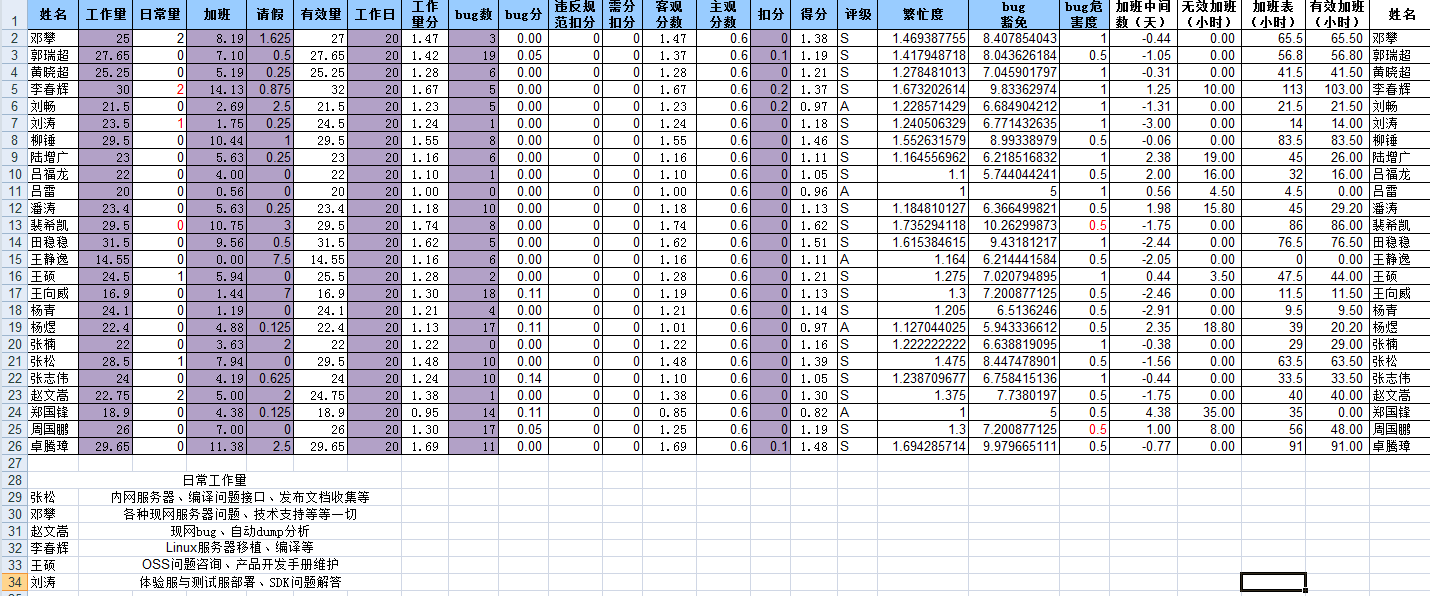 1 姓名 工作量 日常量 加班 请假 有效量 工作日 工作量分 bug数 bug分 违反规范扣分 需分扣分 客观分数 主观分数 扣分 得分 评级 繁忙度 bug豁免 bug危害度 加班中间数（天） 无效加班（小时） 加班表（小时） 有效加班（小时） 姓名
2 邓攀 25 2 8.19 1.625 27 20 1.47 3 0.00 0 0 1.47 0.6 0 1.38 S 1.469387755 8.407854043 1 -0.44 0.00 65.5 65.50 邓攀
3 郭瑞超 27.65 0 7.10 0.5 27.65 20 1.42 19 0.05 0 0 1.37 0.6 0.1 1.19 S 1.417948718 8.043626184 0.5 -1.05 0.00 56.8 56.80 郭瑞超
4 黄晓超 25.25 0 5.19 0.25 25.25 20 1.28 6 0.00 0 0 1.28 0.6 0 1.21 S 1.278481013 7.045901797 1 -0.31 0.00 41.5 41.50 黄晓超
5 李春辉 30 2 14.13 0.875 32 20 1.67 5 0.00 0 0 1.67 0.6 0.2 1.37 S 1.673202614 9.83362974 1 1.25 10.00 113 103.00 李春辉
6 刘畅 21.5 0 2.69 2.5 21.5 20 1.23 5 0.00 0 0 1.23 0.6 0.2 0.97 A 1.228571429 6.684904212 1 -1.31 0.00 21.5 21.50 刘畅
7 刘涛 23.5 1 1.75 0.25 24.5 20 1.24 1 0.00 0 0 1.24 0.6 0 1.18 S 1.240506329 6.771432635 1 -3.00 0.00 14 14.00 刘涛
8 柳锤 29.5 0 10.44 1 29.5 20 1.55 8 0.00 0 0 1.55 0.6 0 1.46 S 1.552631579 8.99338979 0.5 -0.06 0.00 83.5 83.50 柳锤
9 陆增广 23 0 5.63 0.25 23 20 1.16 6 0.00 0 0 1.16 0.6 0 1.11 S 1.164556962 6.218516832 1 2.38 19.00 45 26.00 陆增广
10 吕福龙 22 0 4.00 0 22 20 1.10 1 0.00 0 0 1.10 0.6 0 1.05 S 1.1 5.744044241 0.5 2.00 16.00 32 16.00 吕福龙
11 吕雷 20 0 0.56 0 20 20 1.00 0 0.00 0 0 1.00 0.6 0 0.96 A 1 5 1 0.56 4.50 4.5 0.00 吕雷
12 潘涛 23.4 0 5.63 0.25 23.4 20 1.18 10 0.00 0 0 1.18 0.6 0 1.13 S 1.184810127 6.366499821 0.5 1.98 15.80 45 29.20 潘涛
13 裴希凯 29.5 0 10.75 3 29.5 20 1.74 8 0.00 0 0 1.74 0.6 0 1.62 S 1.735294118 10.26299873 0.5 -1.75 0.00 86 86.00 裴希凯
14 田稳稳 31.5 0 9.56 0.5 31.5 20 1.62 5 0.00 0 0 1.62 0.6 0 1.51 S 1.615384615 9.43181217 1 -2.44 0.00 76.5 76.50 田稳稳
15 王静逸 14.55 0 0.00 7.5 14.55 20 1.16 6 0.00 0 0 1.16 0.6 0 1.11 A 1.164 6.214441584 0.5 -2.05 0.00 0 0.00 王静逸
16 王硕 24.5 1 5.94 0 25.5 20 1.28 2 0.00 0 0 1.28 0.6 0 1.21 S 1.275 7.020794895 1 0.44 3.50 47.5 44.00 王硕
17 王向威 16.9 0 1.44 7 16.9 20 1.30 18 0.11 0 0 1.19 0.6 0 1.13 S 1.3 7.200877125 0.5 -2.46 0.00 11.5 11.50 王向威
18 杨青 24.1 0 1.19 0 24.1 20 1.21 4 0.00 0 0 1.21 0.6 0 1.14 S 1.205 6.5136246 0.5 -2.91 0.00 9.5 9.50 杨青
19 杨煜 22.4 0 4.88 0.125 22.4 20 1.13 17 0.11 0 0 1.01 0.6 0 0.97 A 1.127044025 5.943336612 0.5 2.35 18.80 39 20.20 杨煜
20 张楠 22 0 3.63 2 22 20 1.22 0 0.00 0 0 1.22 0.6 0 1.16 S 1.222222222 6.638819095 1 -0.38 0.00 29 29.00 张楠
21 张松 28.5 1 7.94 0 29.5 20 1.48 10 0.00 0 0 1.48 0.6 0 1.39 S 1.475 8.447478901 0.5 -1.56 0.00 63.5 63.50 张松
22 张志伟 24 0 4.19 0.625 24 20 1.24 10 0.14 0 0 1.10 0.6 0 1.05 S 1.238709677 6.758415136 1 -0.44 0.00 33.5 33.50 张志伟
23 赵文嵩 22.75 2 5.00 2 24.75 20 1.38 1 0.00 0 0 1.38 0.6 0 1.30 S 1.375 7.7380197 0.5 -1.75 0.00 40 40.00 赵文嵩
24 郑国锋 18.9 0 4.38 0.125 18.9 20 0.95 14 0.11 0 0 0.85 0.6 0 0.82 A 1 5 0.5 4.38 35.00 35 0.00 郑国锋
25 周国鹏 26 0 7.00 0 26 20 1.30 17 0.05 0 0 1.25 0.6 0 1.19 S 1.3 7.200877125 0.5 1.00 8.00 56 48.00 周国鹏
26 卓腾璋 29.65 0 11.38 2.5 29.65 20 1.69 11 0.00 0 0 1.69 0.6 0.1 1.48 S 1.694285714 9.979665111 0.5 -0.77 0.00 91 91.00 卓腾璋
27
28 日常工作量
29 张松 内网服务器、编译问题接口、发布文档收集等
30 邓攀 各种现网服务器问题、技术支持等等一切
31 赵文嵩 现网bug、自动dump分析
32 李春辉 Linux服务器移植、编译等
33 王硕 OSS问题咨询、产品开发手册维护
34 刘涛 体验服与测试服部署、SDK问题解答